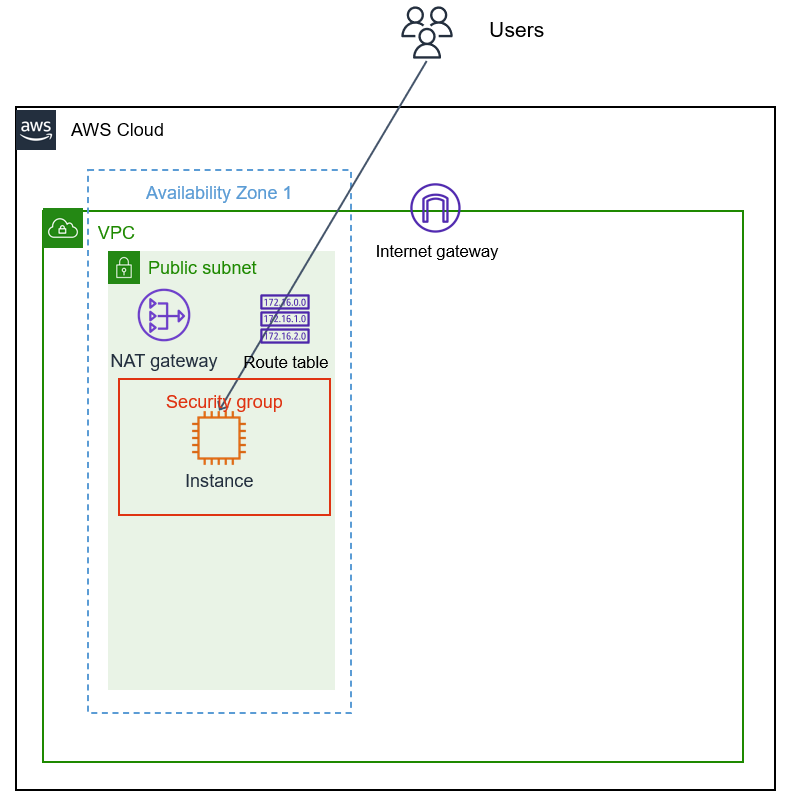 Users
aws
AWS Cloud
Availability Zone 1
VPC
Internet gateway
Public subnet
172.16.0.0
172.16.1.0
172.16.2.0
NAT gateway
Route table
Security group
Instance